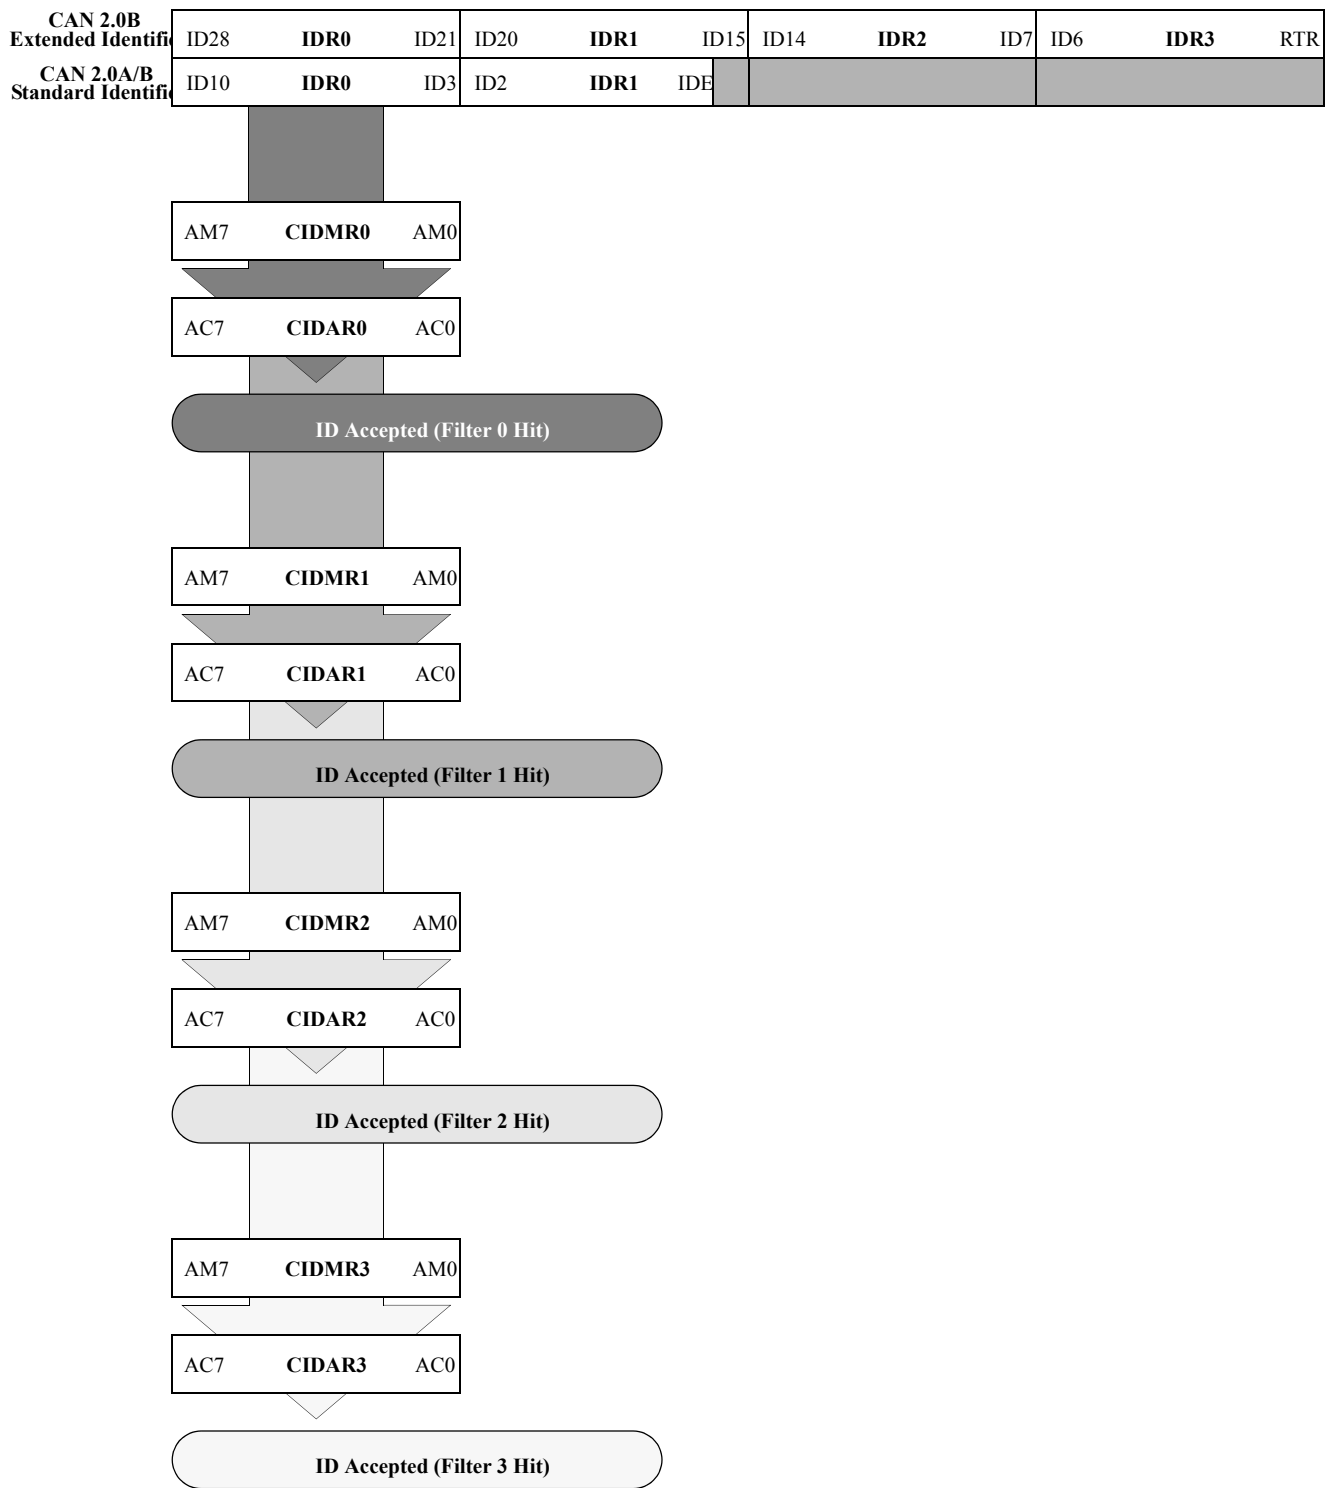 CAN 2.0B
Extended Identifie
ID28 IDR0 ID21 ID20 IDR1 ID15 ID14 IDR2 ID7 ID6 IDR3 RTR
CAN 2.0A/B
Standard Identifie
ID10 IDR0 ID3 ID2 IDR1 IDE
AM7 CIDMR0 AM0
AC7 CIDAR0 AC0
ID Accepted (Filter 0 Hit)
AM7 CIDMR1 AM0
AC7 CIDAR1 AC0
ID Accepted (Filter 1 Hit)
AM7 CIDMR2 AM0
AC7 CIDAR2 AC0
ID Accepted (Filter 2 Hit)
AM7 CIDMR3 AM0
AC7 CIDAR3 AC0
ID Accepted (Filter 3 Hit)